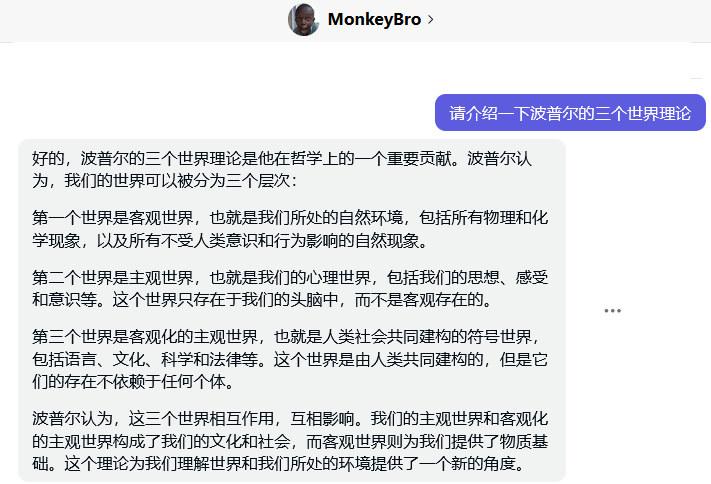 MonkeyBro
请介绍一下波普尔的三个世界理论
好的，波普尔的三个世界理论是他在哲学上的一个重要贡献。波普尔认
为，我们的世界可以被分为三个层次：
第一个世界是客观世界，也就是我们所处的自然环境，包括所有物理和化
学现象，以及所有不受人类意识和行为影响的自然现象。
第二个世界是主观世界，也就是我们的心理世界，包括我们的思想、感受
和意识等。这个世界只存在于我们的头脑中，而不是客观存在的。
第三个世界是客观化的主观世界，也就是人类社会共同建构的符号世界，
包括语言、文化、科学和法律等。这个世界是由人类共同建构的，但是它
们的存在不依赖于任何个体。
波普尔认为，这三个世界相互作用，互相影响。我们的主观世界和客观化
的主观世界构成了我们的文化和社会，而客观世界则为我们提供了物质基
础。这个理论为我们理解世界和我们所处的环境提供了一个新的角度。